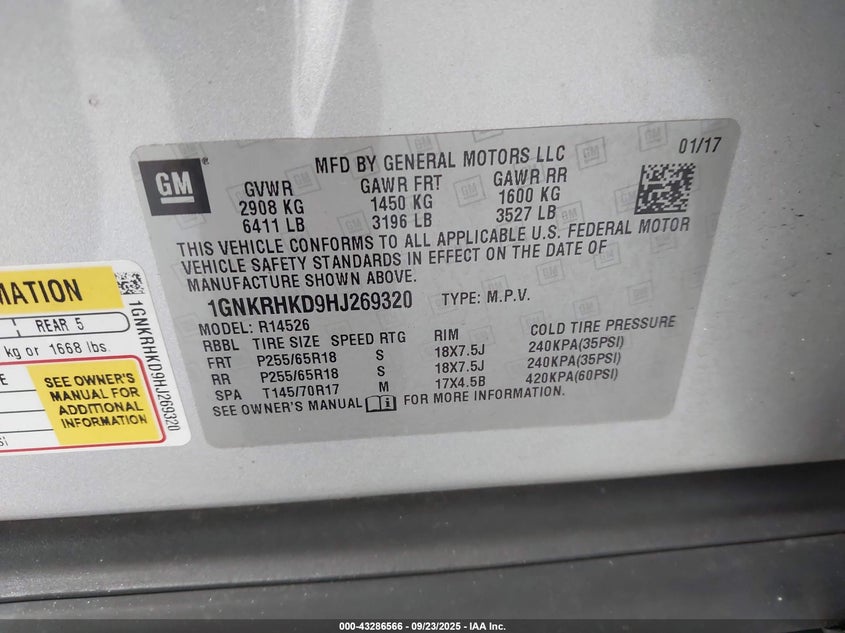 GM
MFD BY GENERAL MOTORS LLC
01/17
GVWR GAWR FRT GAWR RR
2908 KG 1450 KG 1600 KG
6411 LB 3196 LB 3527 LB
THIS VEHICLE CONFORMS TO ALL APPLICABLE U.S. FEDERAL MOTOR
VEHICLE SAFETY STANDARDS IN EFFECT ON THE DATE OF
MANUFACTURE SHOWN ABOVE.
1GNKRHKD9HJ269320 TYPE: M.P.V.
MODEL: R14526
RBBL TIRE SIZE SPEED RTG RIM COLD TIRE PRESSURE
FRT P255/65R18 S 18X7.5J 240KPA(35PSI)
RR P255/65R18 S 18X7.5J 240KPA(35PSI)
SPA T145/70R17 M 17X4.5B 420KPA(60PSI)
SEE OWNER'S MANUAL FOR MORE INFORMATION.
MATION
REAR 5
kg or 1668 lbs.
SEE OWNER'S
MANUAL FOR
ADDITIONAL
INFORMATION
1GNKRHKD9HJ269320
000-43286566 - 09/23/2025 - IAA Inc.